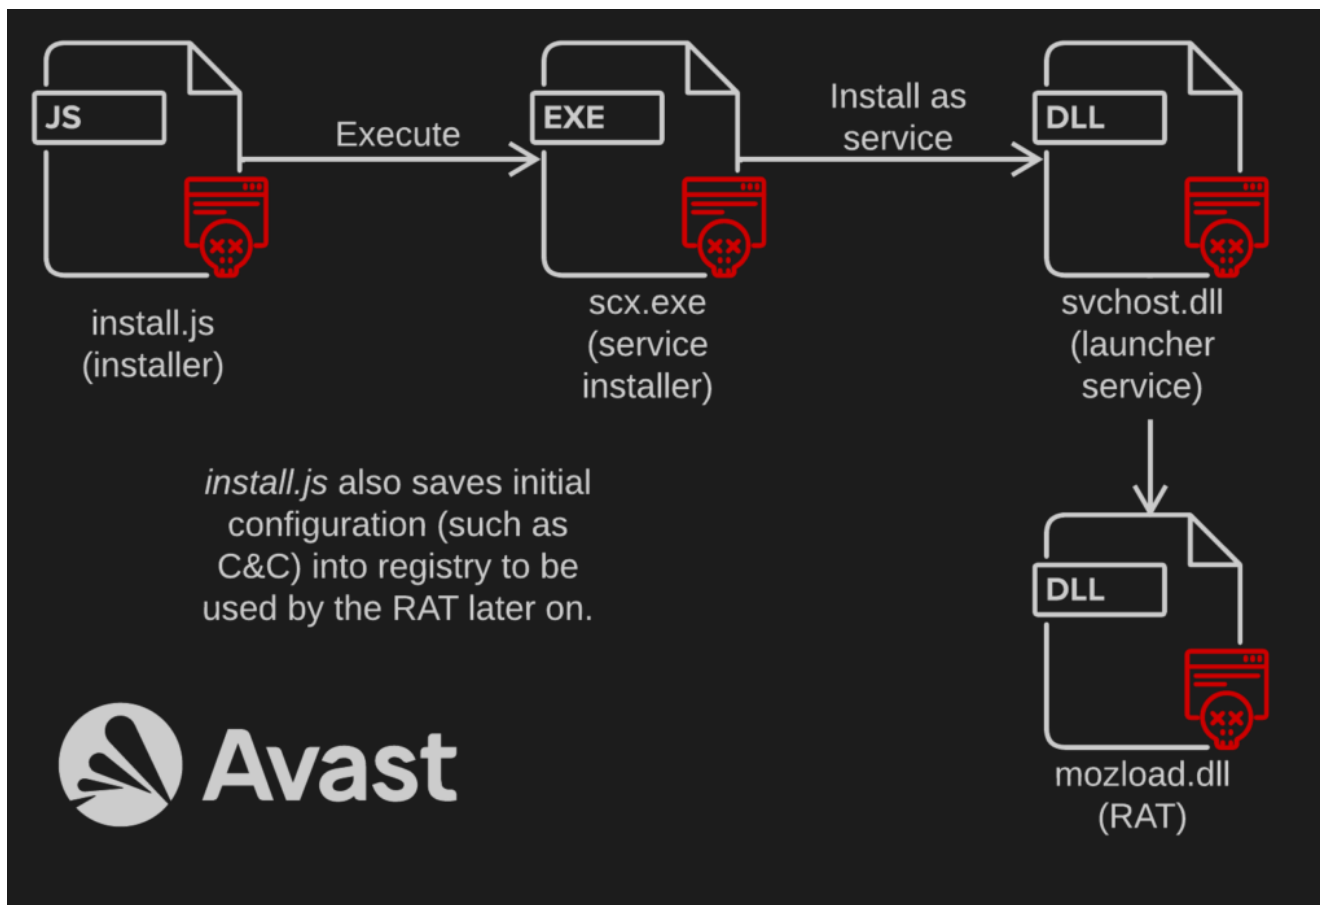 JS
Execute
EXE
Install as
service
DLL
install.js
(installer)
scx.exe
(service
installer)
svchost.dll
(launcher
service)
install.js also saves initial
configuration (such as
C&C) into registry to be
used by the RAT later on.
DLL
mozload.dll
(RAT)
Avast